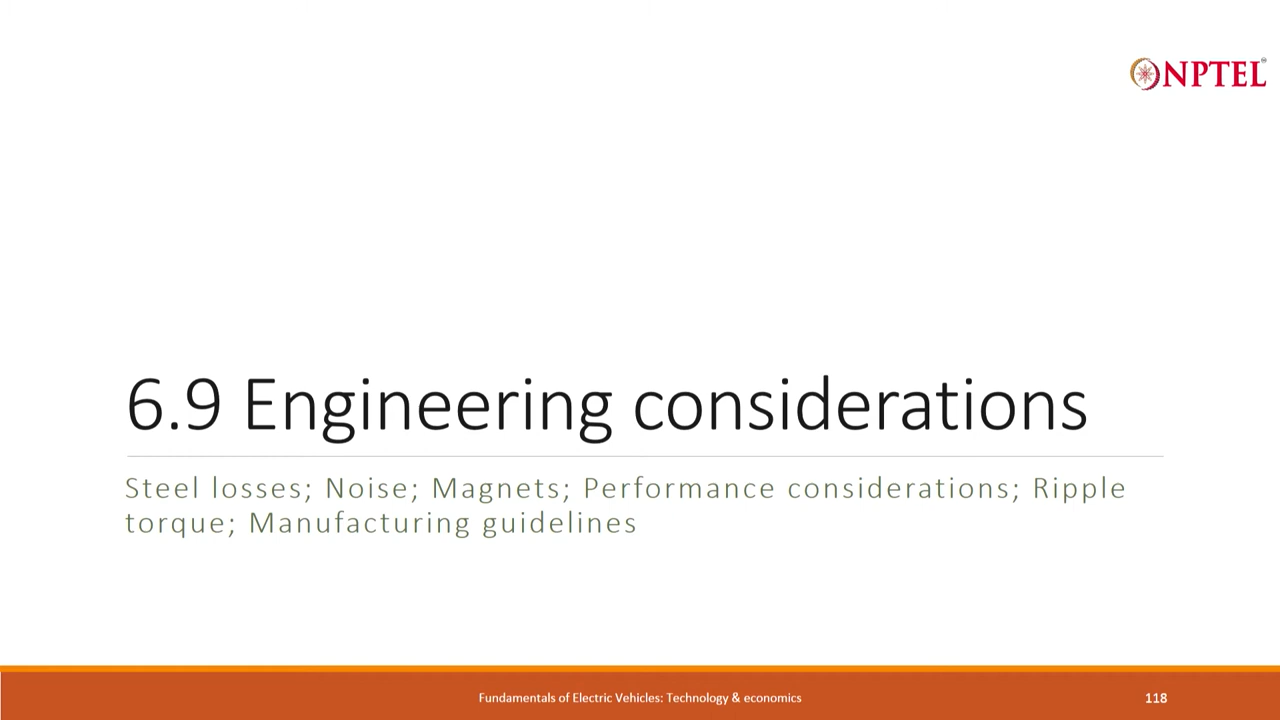 NPTEL
6.9 Engineering considerations
Steel losses; Noise; Magnets; Performance considerations; Ripple
torque; Manufacturing guidelines
Fundamentals of Electric Vehicles: Technology & economics
118